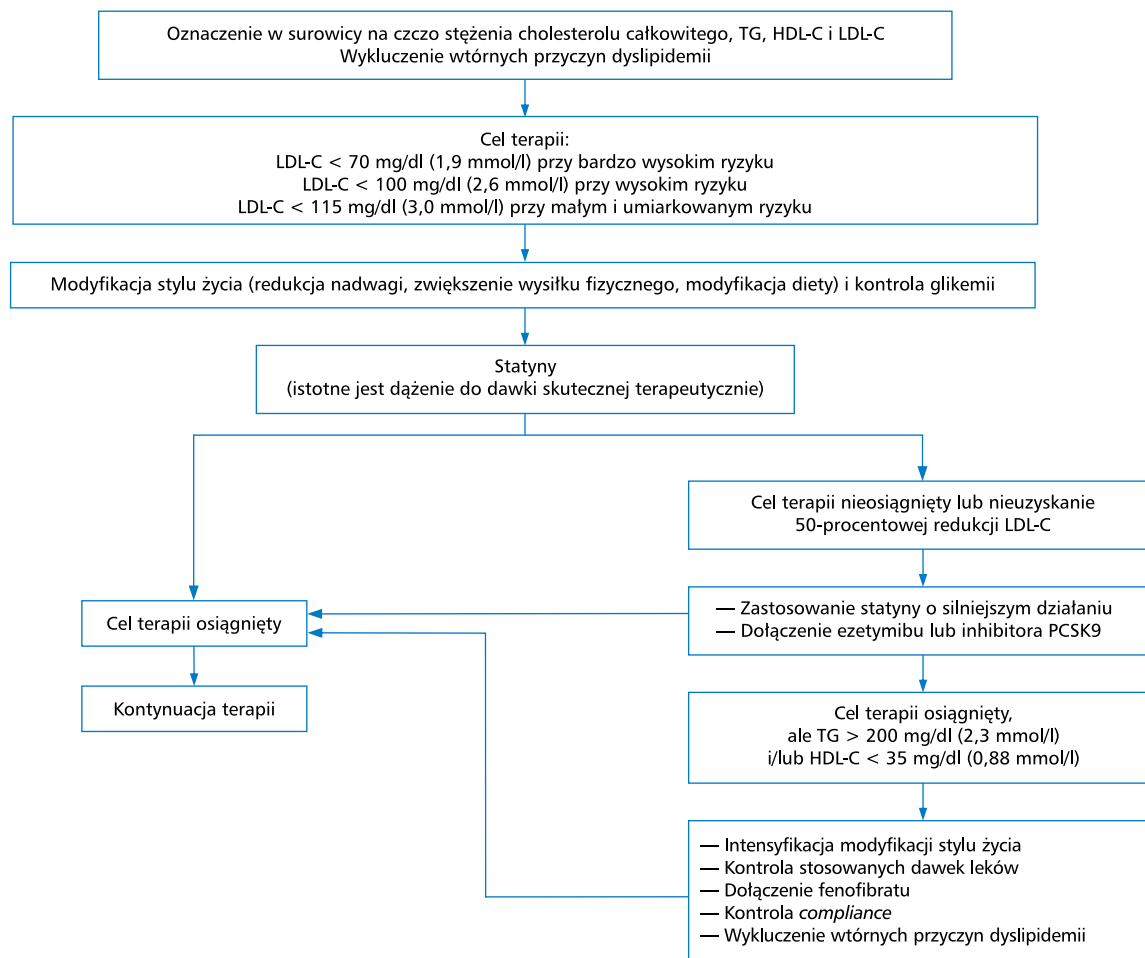 Oznaczenie w surowicy na czczo stężenia cholesterolu całkowitego, TG, HDL-C i LDL-C
Wykluczenie wtórnych przyczyn dyslipidemii
Cel terapii:
LDL-C < 70 mg/dl (1,9 mmol/l) przy bardzo wysokim ryzyku
LDL-C < 100 mg/dl (2,6 mmol/l) przy wysokim ryzyku
LDL-C < 115 mg/dl (3,0 mmol/l) przy małym i umiarkowanym ryzyku
Modyfikacja stylu życia (redukcja nadwagi, zwiększenie wysiłku fizycznego, modyfikacja diety) i kontrola glikemii
Statyny
(istotne jest dążenie do dawki skutecznej terapeutycznie)
Cel terapii nieosiągnięty lub nieuzyskanie
50-procentowej redukcji LDL-C
— Zastosowanie statyny o silniejszym działaniu
— Dołączenie ezetymibu lub inhibitora PCSK9
Cel terapii osiągnięty
Kontynuacja terapii
Cel terapii osiągnięty,
ale TG > 200 mg/dl (2,3 mmol/l)
i/lub HDL-C < 35 mg/dl (0,88 mmol/l)
— Intensyfikacja modyfikacji stylu życia
— Kontrola stosowanych dawek leków
— Dołączenie fenofibratu
— Kontrola compliance
— Wykluczenie wtórnych przyczyn dyslipidemii